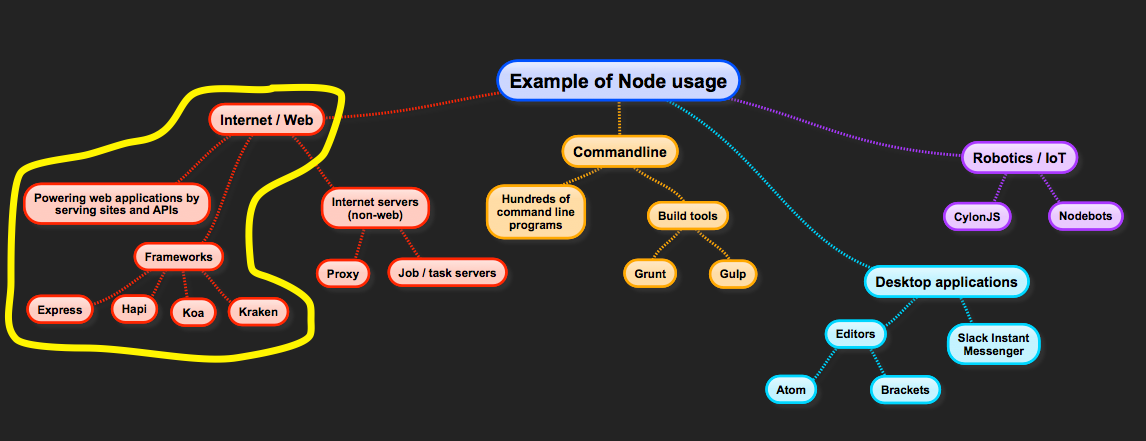 Example of Node usage
Internet / Web
Powering web applications by
serving sites and APIs
Frameworks
Express
Hapi
Koa
Kraken
Internet servers
(non-web)
Proxy
Job / task servers
Commandline
Hundreds of
command line
programs
Build tools
Grunt
Gulp
Desktop applications
Editors
Atom
Brackets
Slack Instant
Messenger
Robotics / IoT
CylonJS
Nodebots